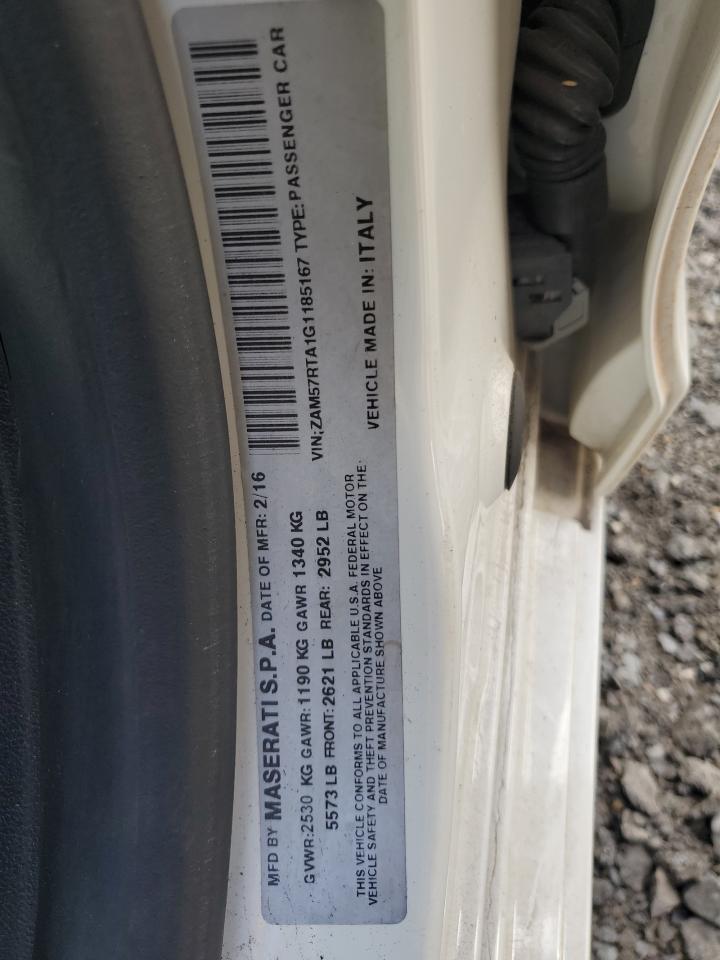 MFD BY MASERATI S.P.A. DATE OF MFR: 2/16
GVWR:2530 KG GAWR:1190 KG GAWR 1340 KG
5573 LB FRONT:2621 LB REAR: 2952 LB
VIN;ZAM57RTA1G1185167 TYPE:PASSENGER CAR
THIS VEHICLE CONFORMS TO ALL APPLICABLE U.S.A. FEDERAL MOTOR
VEHICLE SAFETY AND THEFT PREVENTION STANDARDS IN EFFECT ON THE
DATE OF MANUFACTURE SHOWN ABOVE
VEHICLE MADE IN: ITALY